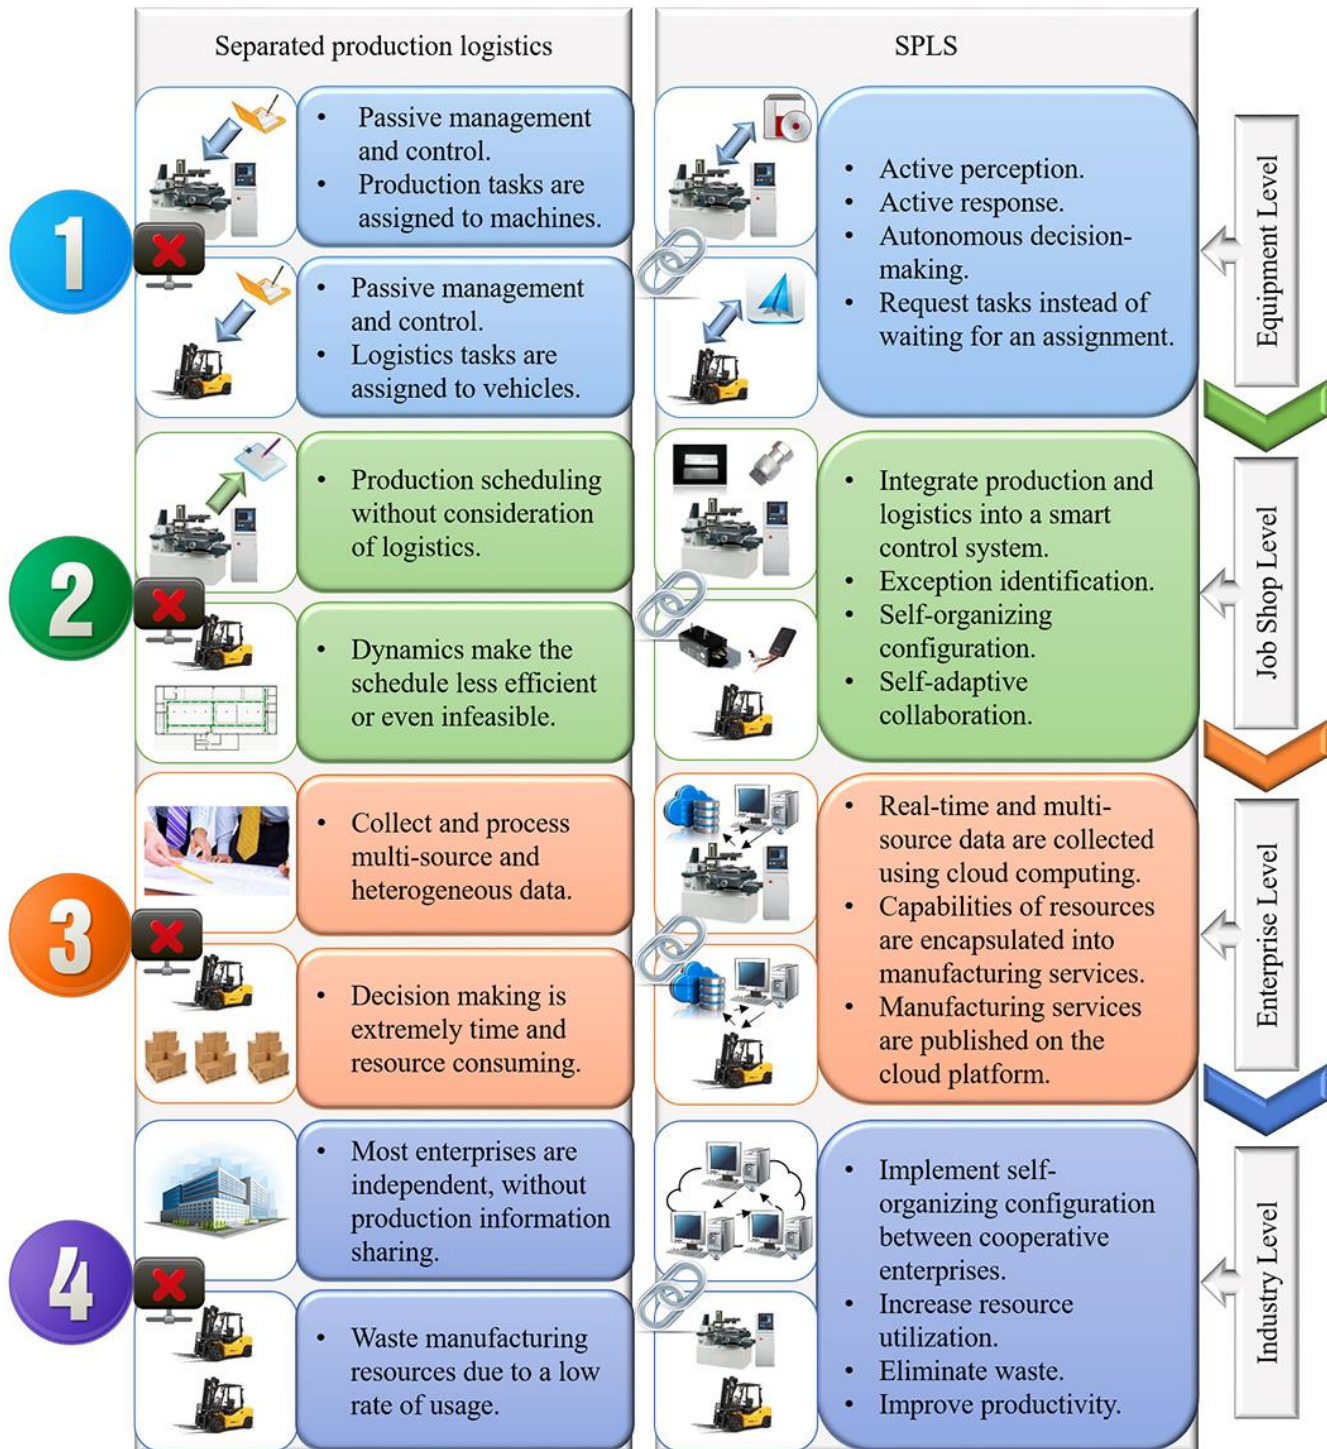 Separated production logistics
SPLS
1
• Passive management
and control.
• Production tasks are
assigned to machines.
• Passive management
and control.
• Logistics tasks are
assigned to vehicles.
• Active perception.
• Active response.
• Autonomous decision-
making.
• Request tasks instead of
waiting for an assignment.
Equipment Level
2
• Production scheduling
without consideration
of logistics.
• Dynamics make the
schedule less efficient
or even infeasible.
• Integrate production and
logistics into a smart
control system.
• Exception identification.
• Self-organizing
configuration.
• Self-adaptive
collaboration.
Job Shop Level
3
• Collect and process
multi-source and
heterogeneous data.
• Decision making is
extremely time and
resource consuming.
• Real-time and multi-
source data are collected
using cloud computing.
• Capabilities of resources
are encapsulated into
manufacturing services.
• Manufacturing services
are published on the
cloud platform.
Enterprise Level
4
• Most enterprises are
independent, without
production information
sharing.
• Waste manufacturing
resources due to a low
rate of usage.
• Implement self-
organizing configuration
between cooperative
enterprises.
• Increase resource
utilization.
• Eliminate waste.
• Improve productivity.
Industry Level